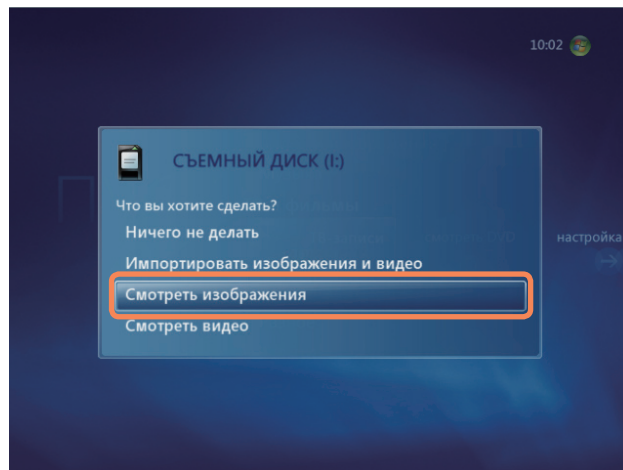 10:02
СЪЕМНЫЙ ДИСК (I:)
Что вы хотите сделать?
Ничего не делать
настройка
Импортировать изображения и видео
Смотреть изображения
Смотреть видео